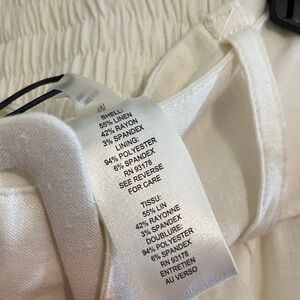 SHELL:
55% LINEN
42% RAYON
3% SPANDEX
LINING:
94% POLYESTER
6% SPANDEX
RN 93178
SEE REVERSE
FOR CARE
TISSU:
55% LIN
42% RAYONNE
3% SPANDEX
DOUBLURE:
94% POLYESTER
6% SPANDEX
RN 93178
ENTRETIEN
AU VERSO